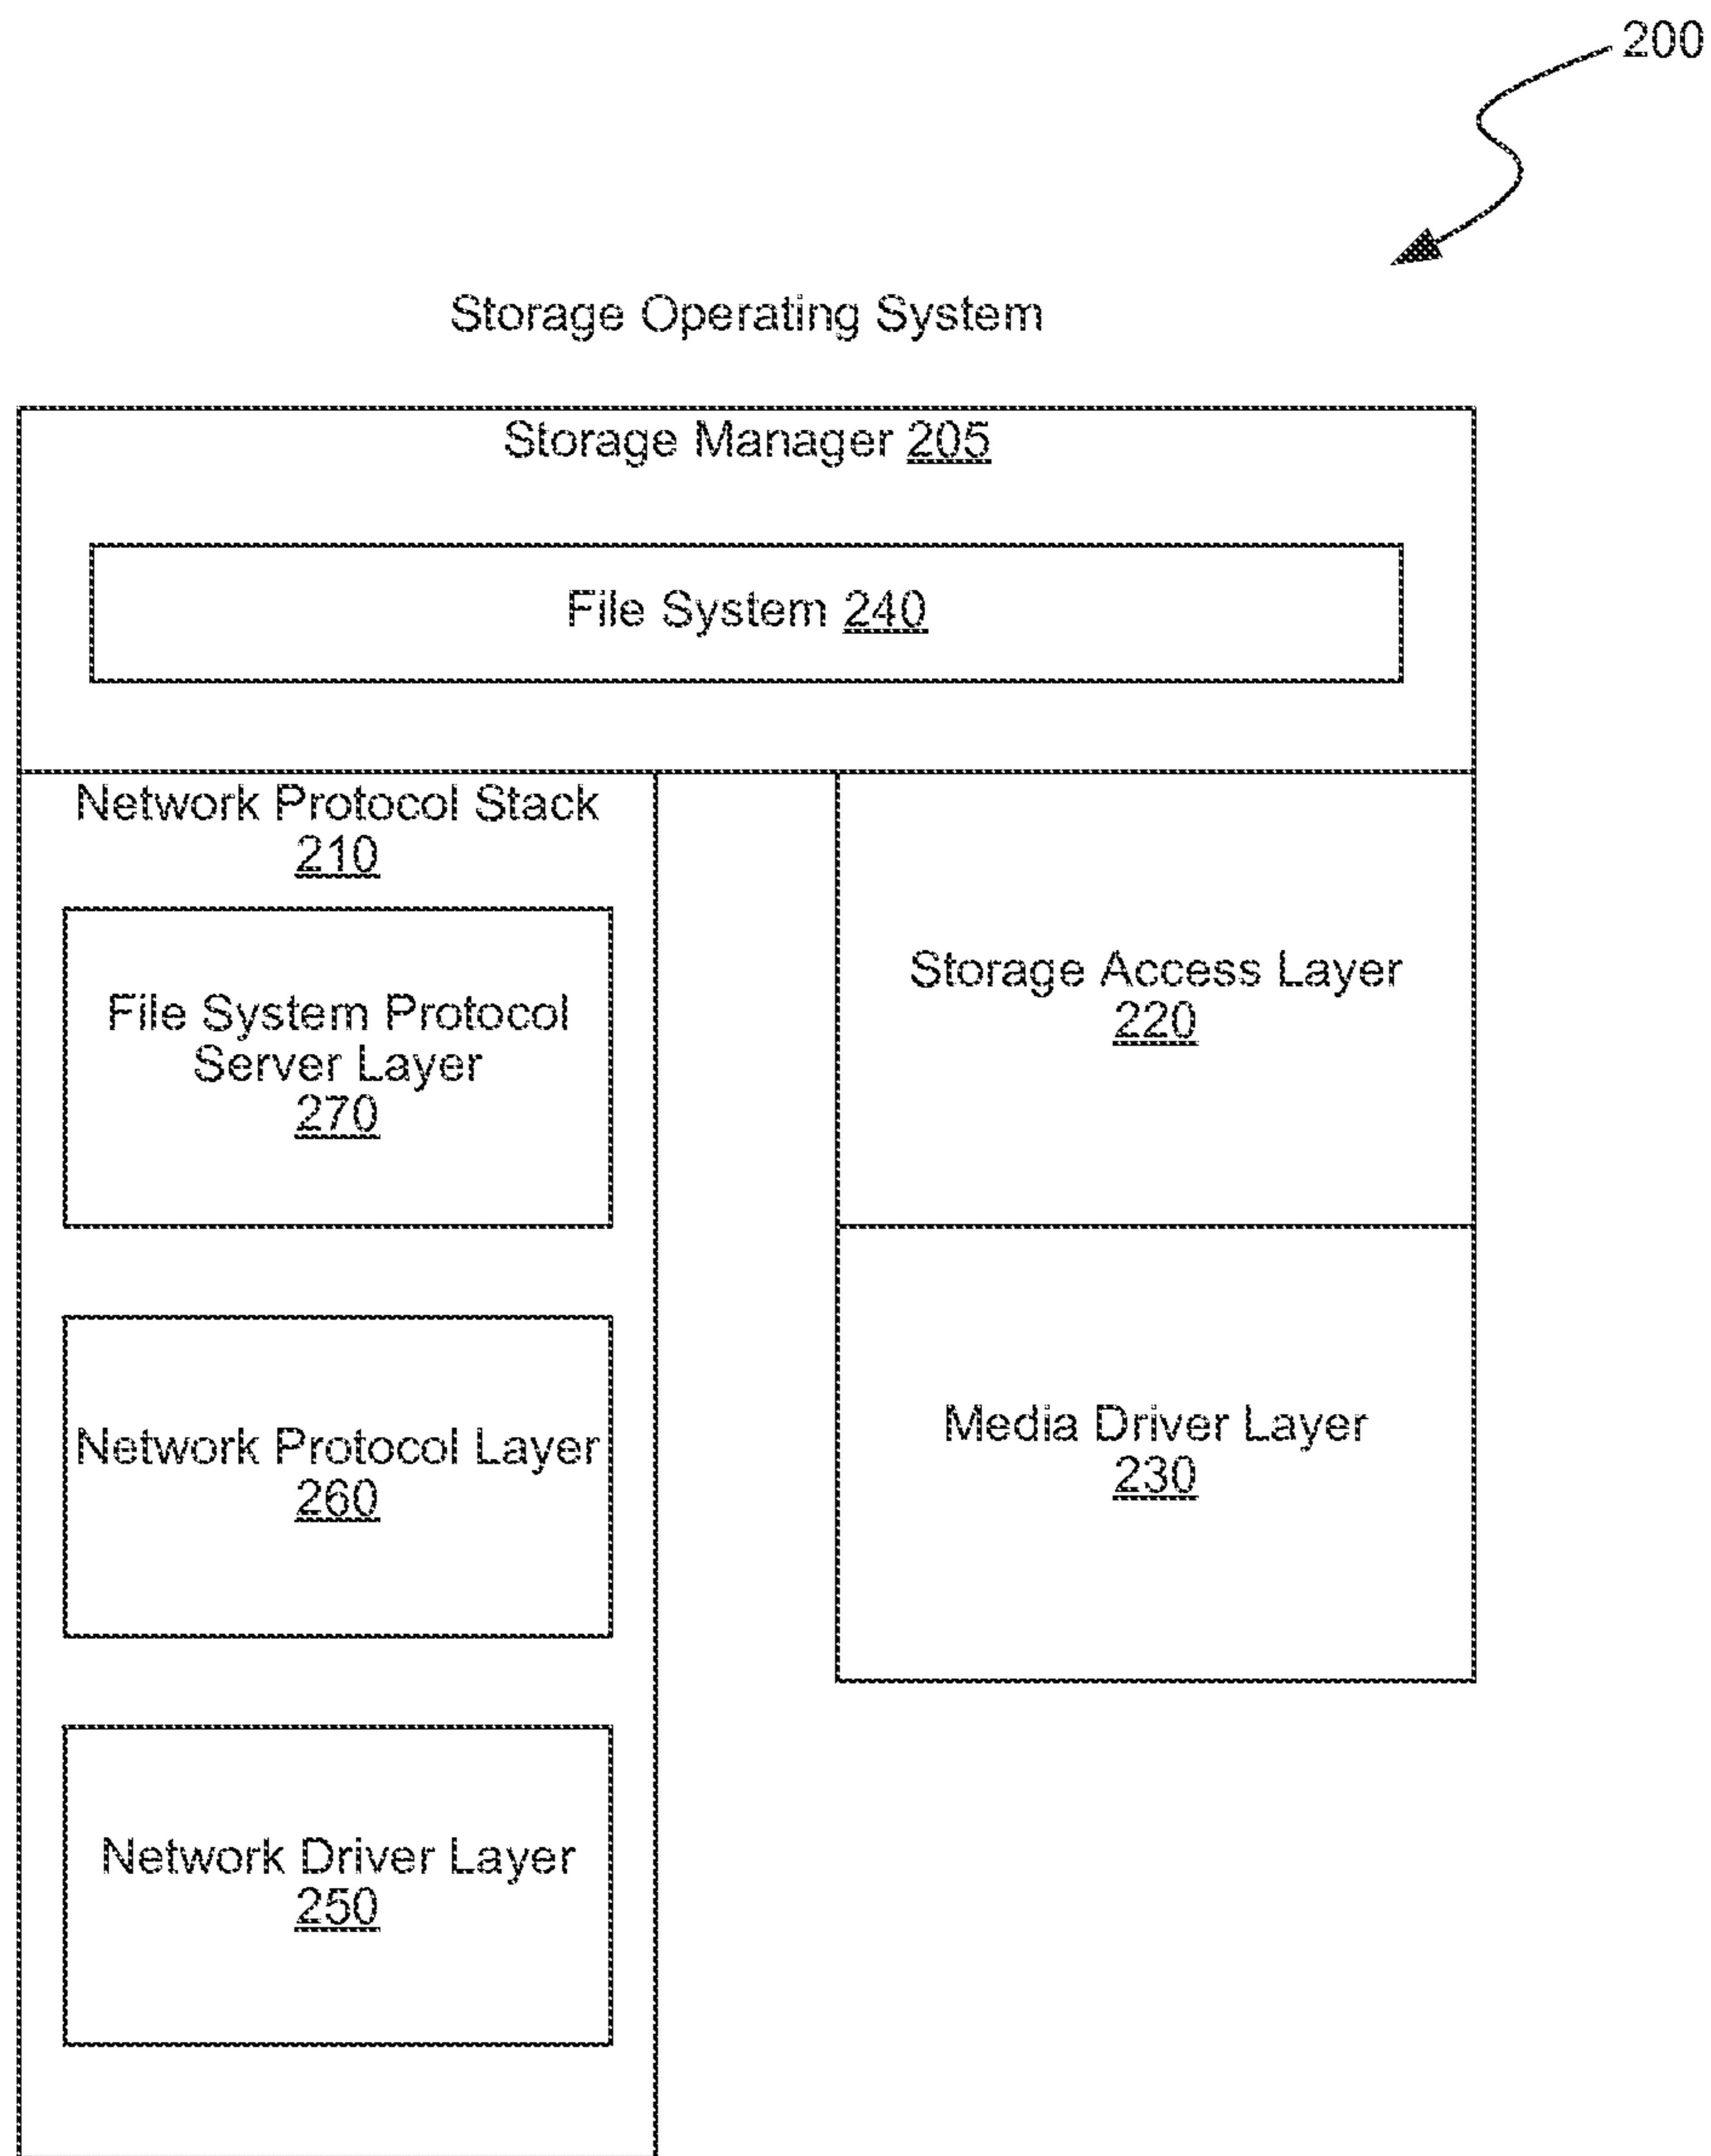 200
Storage Operating System
Storage Manager 205
File System 240
Network Protocol Stack
210
File System Protocol
Server Layer
270
Network Protocol Layer
260
Network Driver Layer
250
Storage Access Layer
220
Media Driver Layer
230